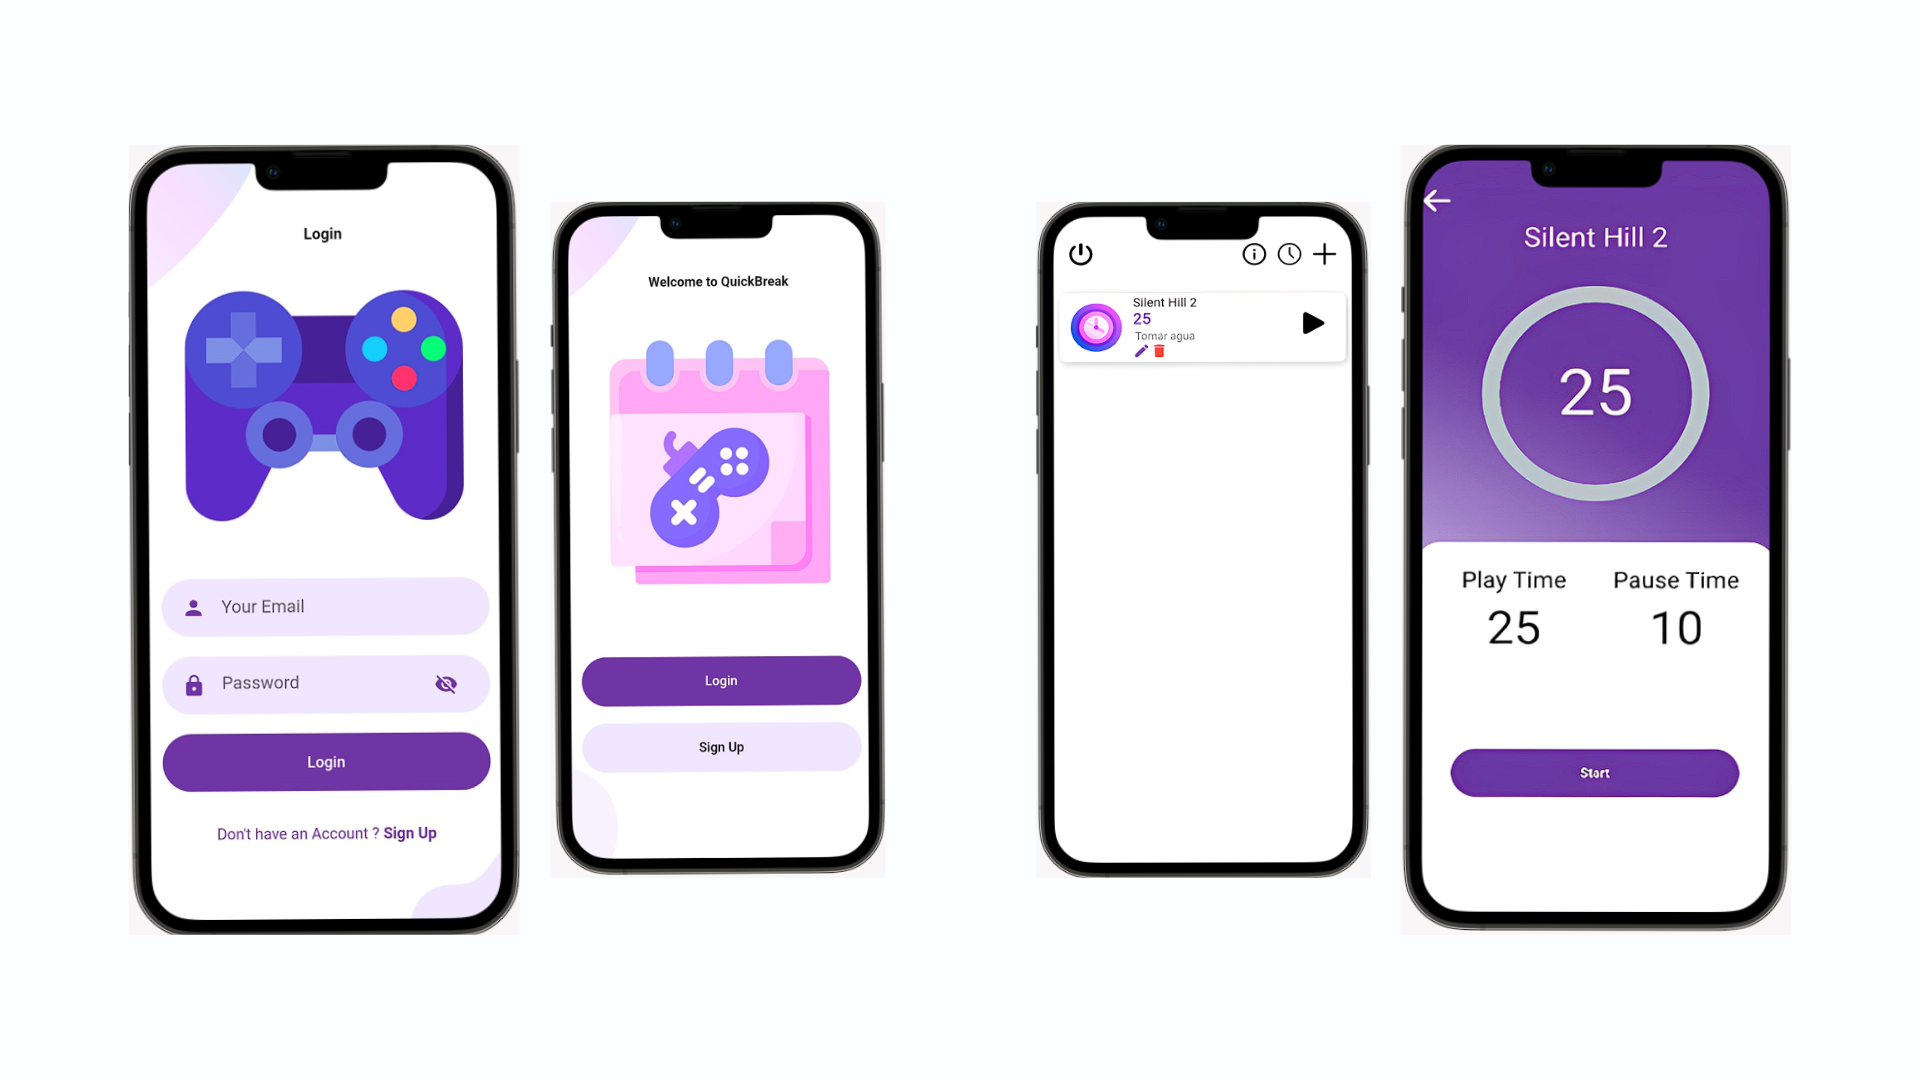 Login
Your Email
Password
Login
Don't have an Account ? Sign Up
Welcome to QuickBreak
Login
Sign Up
Silent Hill 2
25
Tomar agua
Silent Hill 2
25
Play Time
25
Pause Time
10
Start